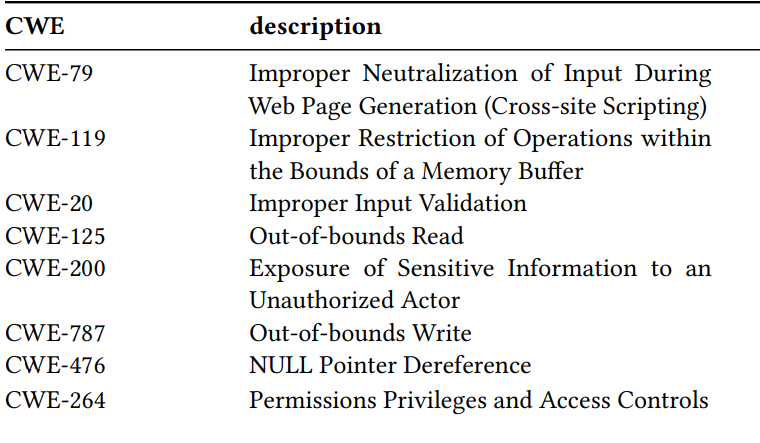 CWE description
CWE-79 Improper Neutralization of Input During
Web Page Generation (Cross-site Scripting)
CWE-119 Improper Restriction of Operations within
the Bounds of a Memory Buffer
CWE-20 Improper Input Validation
CWE-125 Out-of-bounds Read
CWE-200 Exposure of Sensitive Information to an
Unauthorized Actor
CWE-787 Out-of-bounds Write
CWE-476 NULL Pointer Dereference
CWE-264 Permissions Privileges and Access Controls